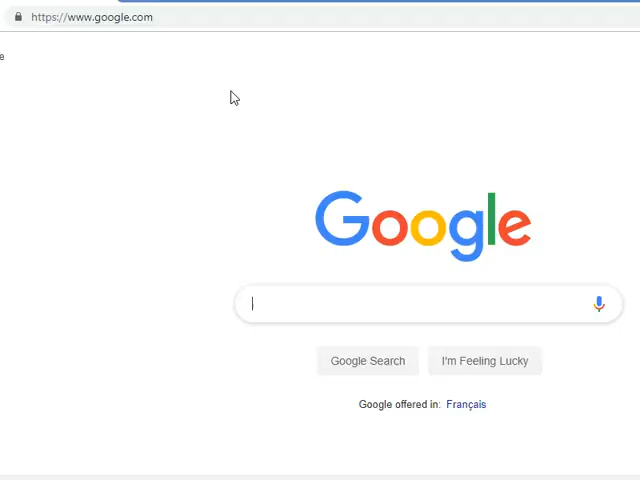 https://www.google.com
e
Google
Google Search
I'm Feeling Lucky
Google offered in: Français